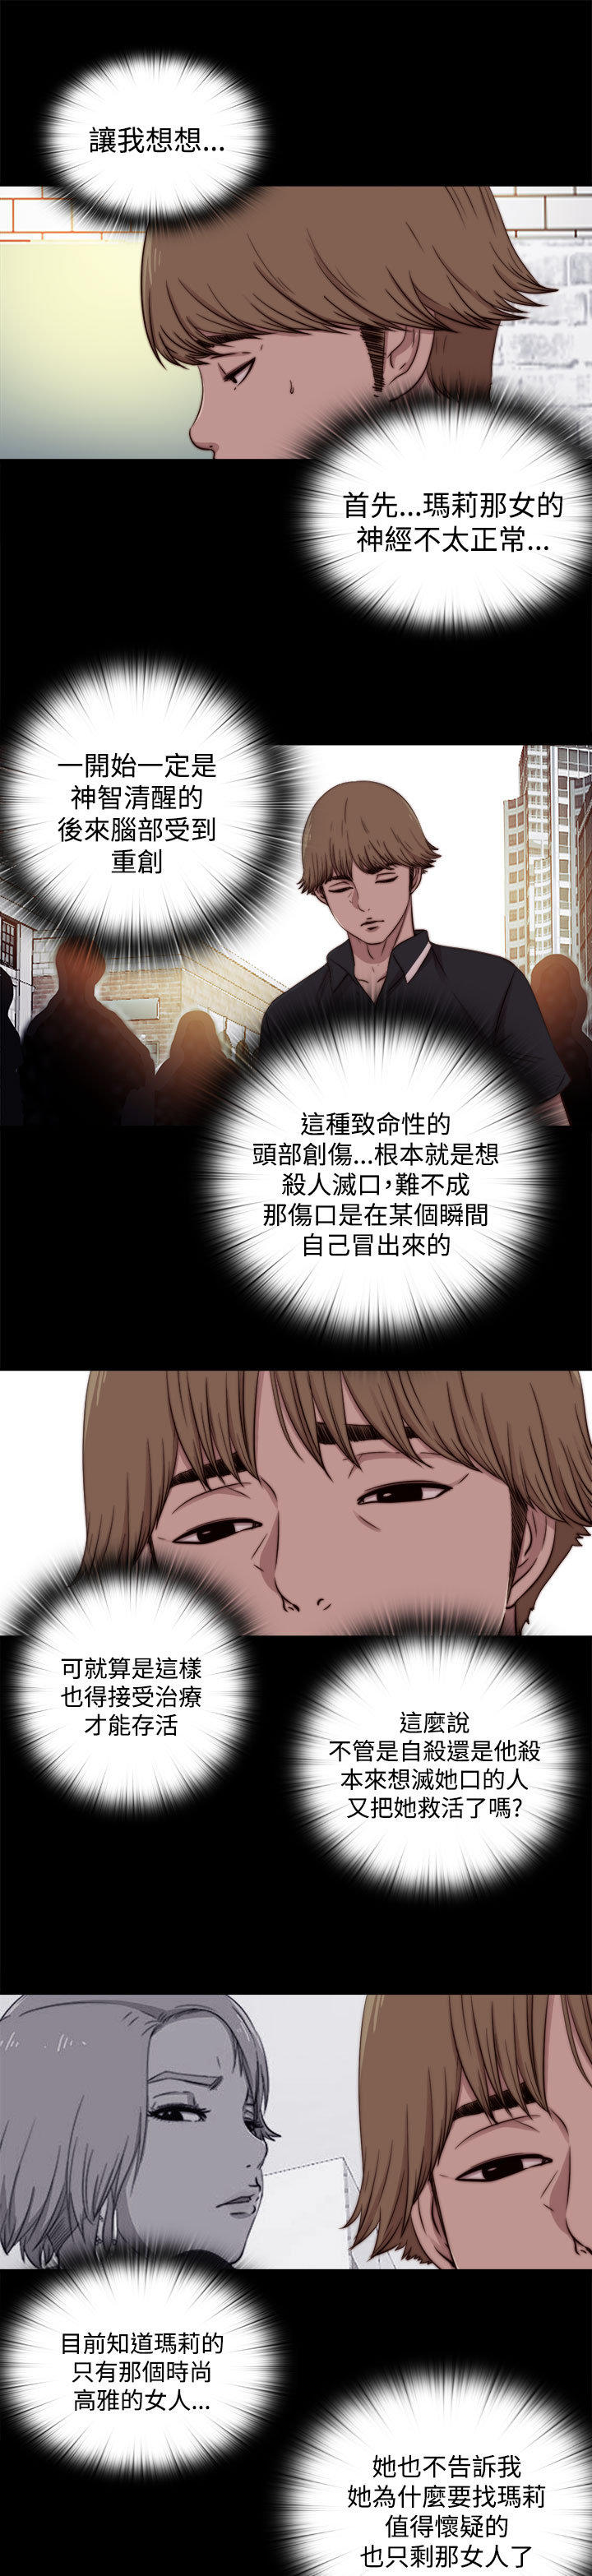 讓我想想...
首先...瑪莉那女的
神經不太正常...
一開始一定是
神智清醒的
後來腦部受到
重創
這種致命性的
頭部創傷...根本就是想
殺人滅口,難不成
那傷口是在某個瞬間
自己冒出來的
可就算是這樣
也得接受治療
才能存活
這麼說
不管是自殺還是他殺
本來想滅她口的人
又把她救活了嗎?
目前知道瑪莉的
只有那個時尚
高雅的女人...
她也不告訴我
她為什麼要找瑪莉
值得懷疑的
也只剩那女人了